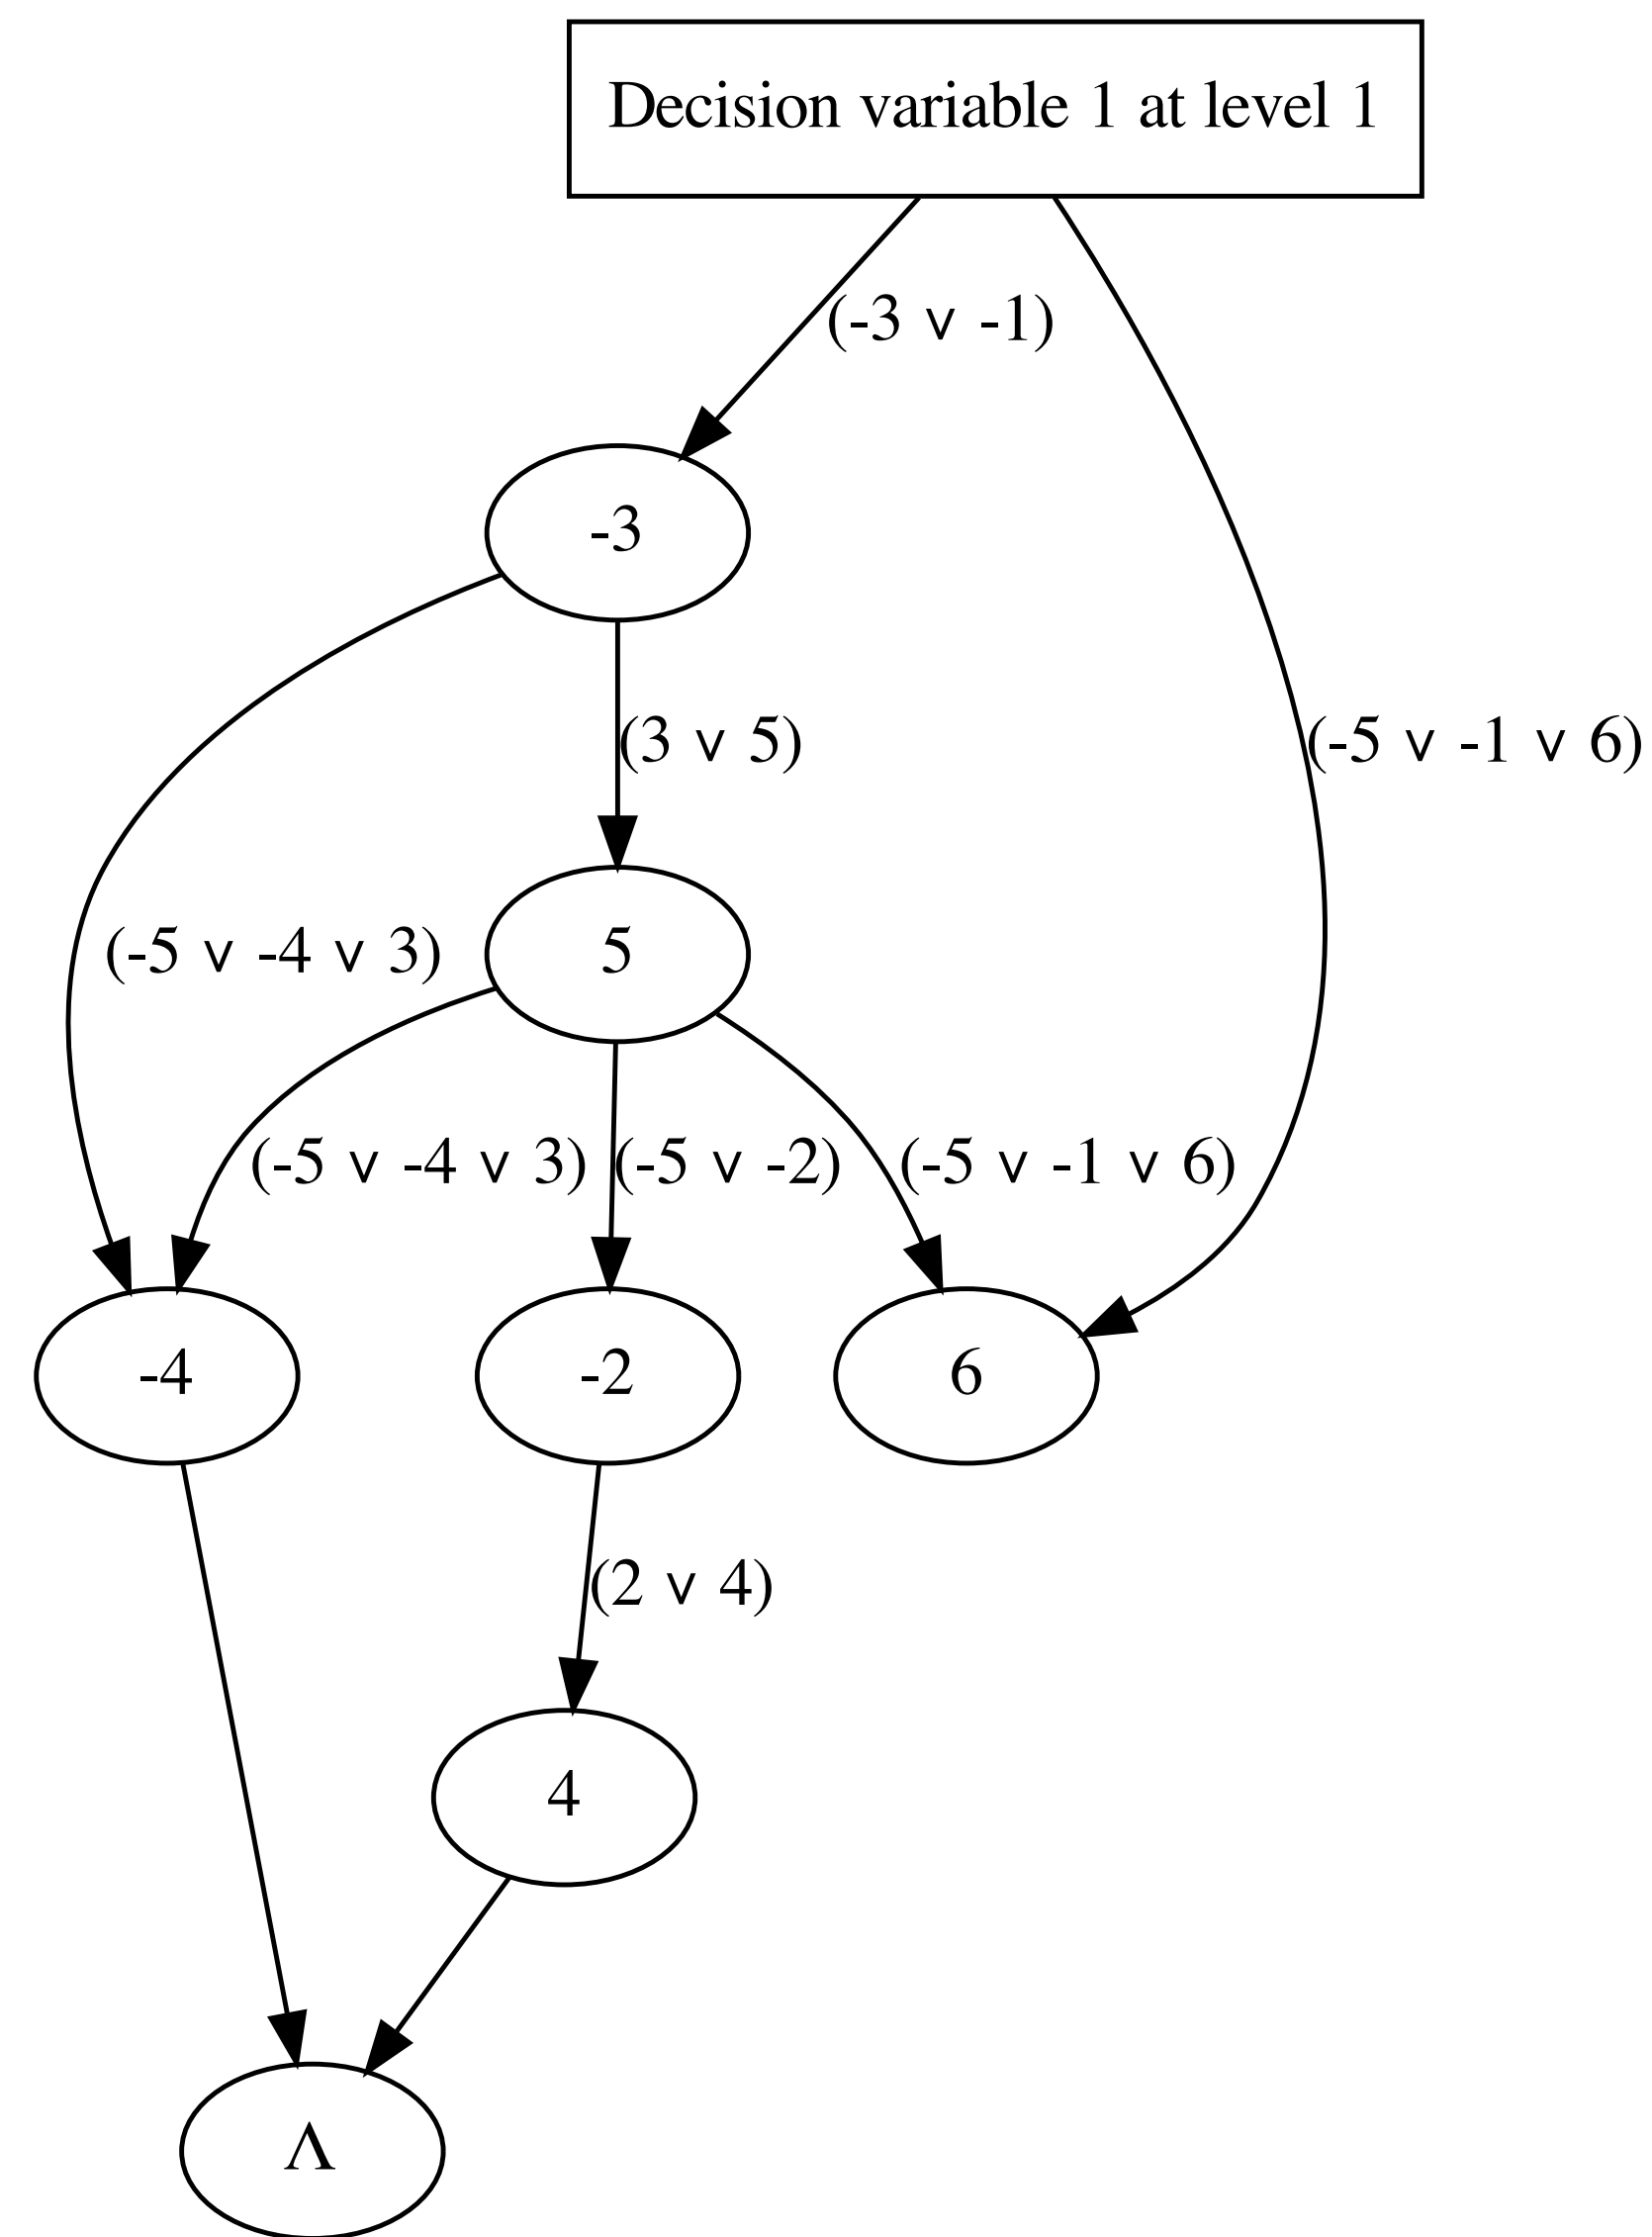 Decision variable 1 at level 1
(-3 ∨ -1)
-3
(3 ∨ 5)
(-5 ∨ -1 ∨ 6)
(-5 ∨ -4 ∨ 3)
5
(-5 ∨ -4 ∨ 3)
(-5 ∨ -2)
(-5 ∨ -1 ∨ 6)
-4
-2
6
(2 ∨ 4)
4
Λ